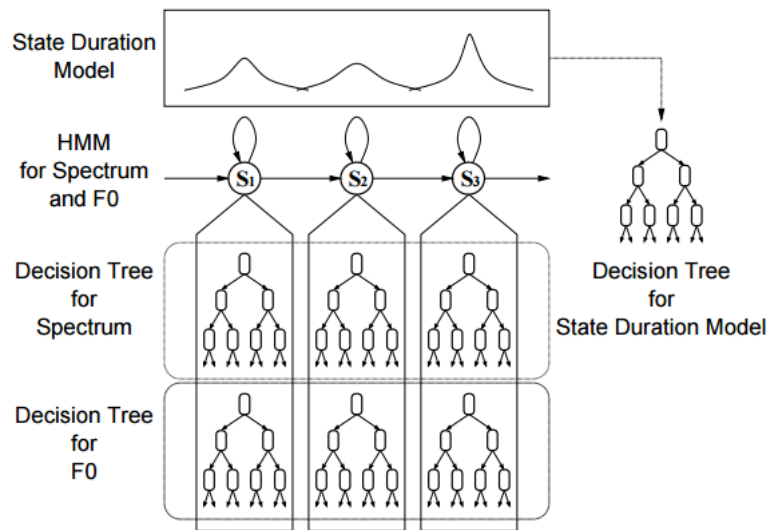 State Duration
Model
HMM
for Spectrum
and F0
S1
S2
S3
Decision Tree
for
Spectrum
Decision Tree
for
State Duration Model
Decision Tree
for
F0